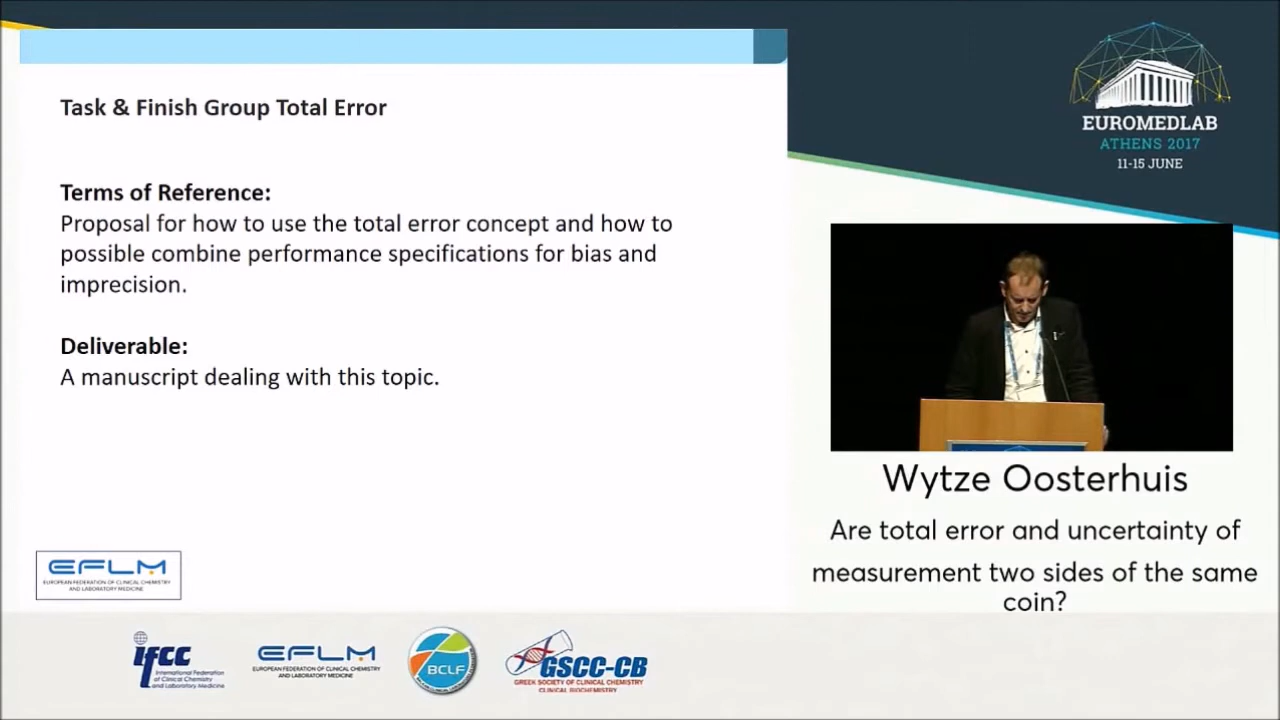 Task & Finish Group Total Error
Terms of Reference:
Proposal for how to use the total error concept and how to
possible combine performance specifications for bias and
imprecision.
Deliverable:
A manuscript dealing with this topic.
EFLM
EUROPEAN FEDERATION OF CLINICAL CHEMISTRY
AND LABORATORY MEDICINE
EUROMEDLAB
ATHENS 2017
11-15 JUNE
Wytze Oosterhuis
Are total error and uncertainty of
measurement two sides of the same
coin?
ifcc
International Federation
of Clinical Chemistry
and Laboratory Medicine
EFLM
EUROPEAN FEDERATION OF CLINICAL CHEMISTRY
AND LABORATORY MEDICINE
BCLF
GSCC-CB
GREEK SOCIETY OF CLINICAL CHEMISTRY
CLINICAL BIOCHEMISTRY